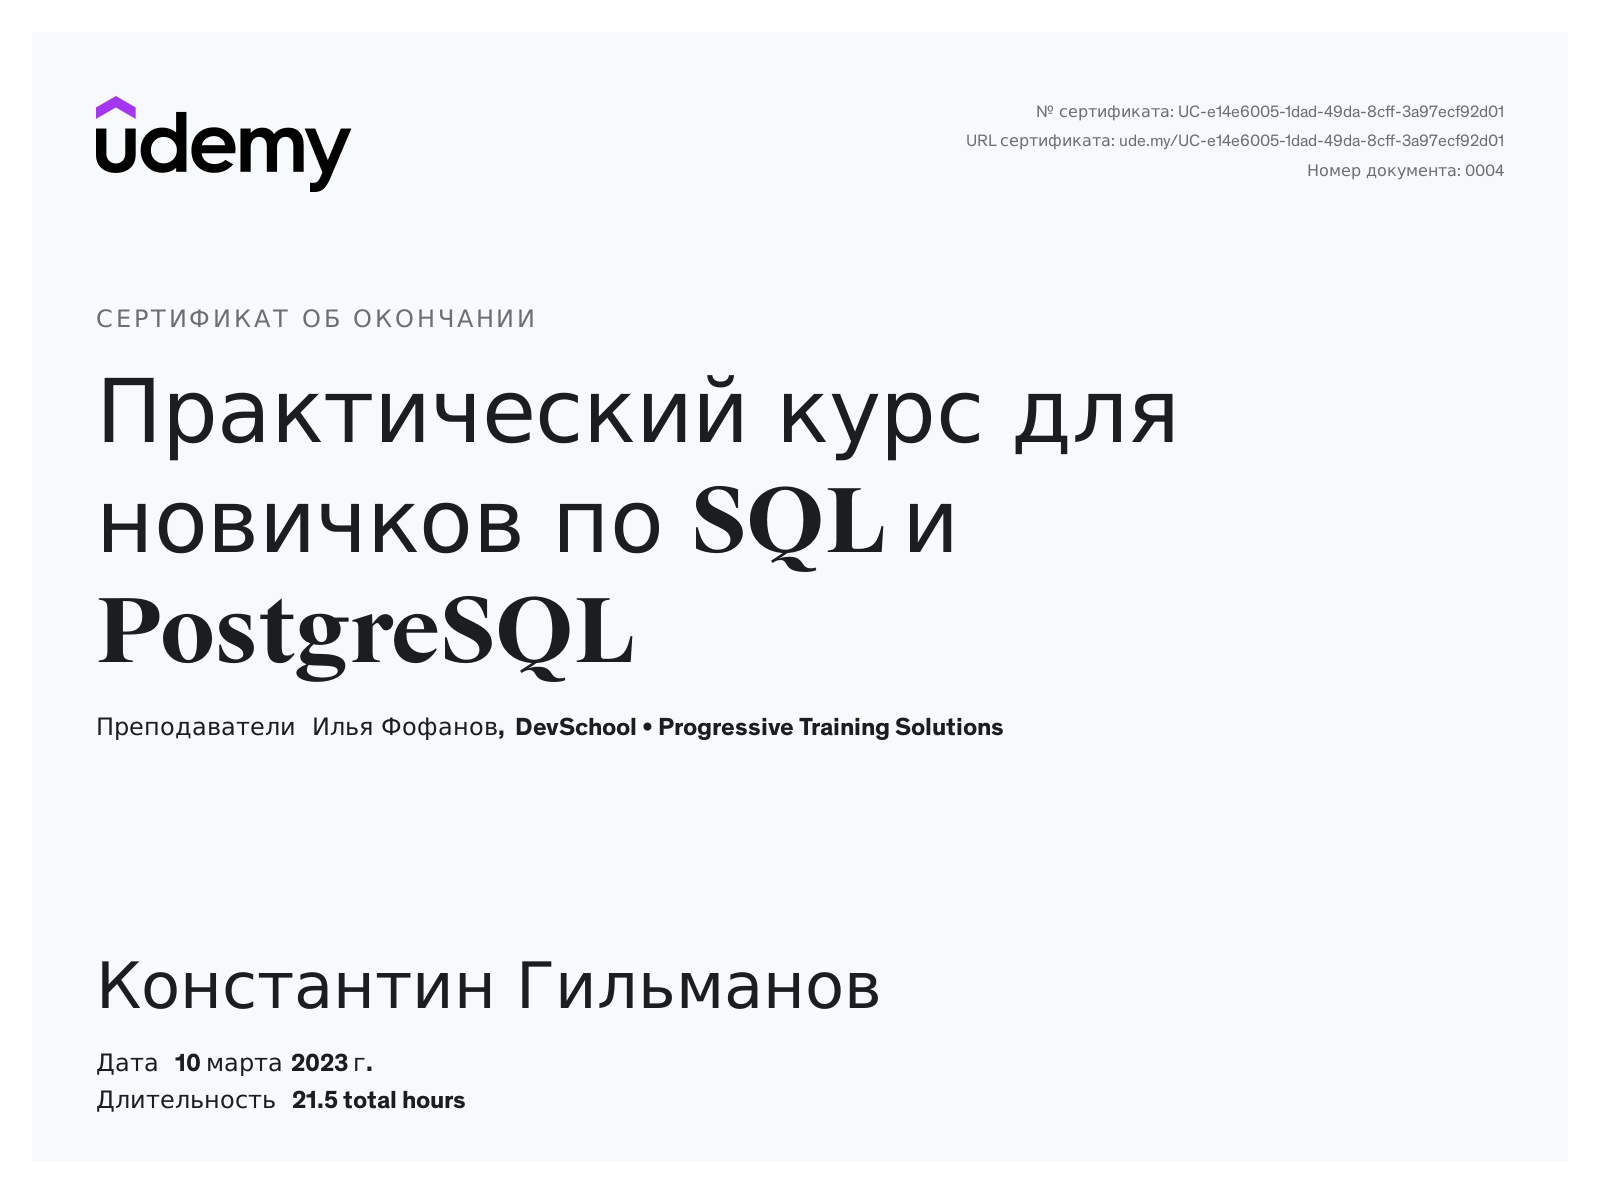 udemy
№ сертификата: UC-e14e6005-1dad-49da-8cff-3a97ecf92d01
URL сертификата: ude.my/UC-e14e6005-1dad-49da-8cff-3a97ecf92d01
Номер документа: 0004
СЕРТИФИКАТ ОБ ОКОНЧАНИИ
Практический курс для
новичков по SQL и
PostgreSQL
Преподаватели Илья Фофанов, DevSchool • Progressive Training Solutions
Константин Гильманов
Дата 10 марта 2023 г.
Длительность 21.5 total hours